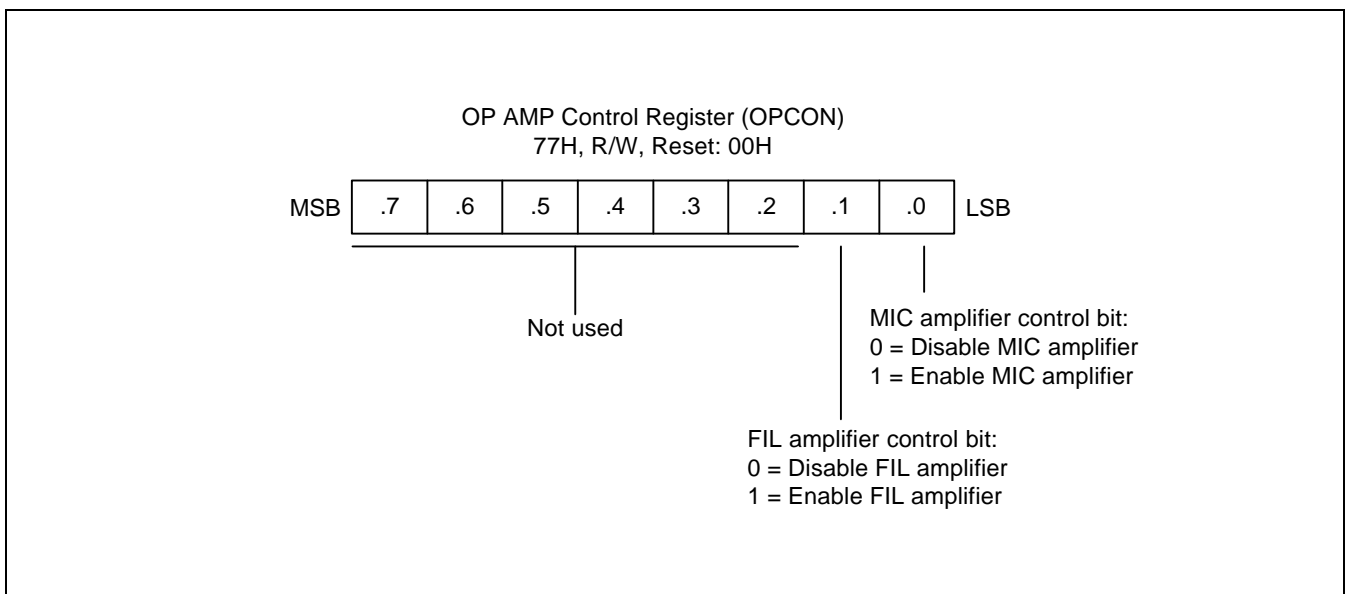 OP AMP Control Register (OPCON)
77H, R/W, Reset: 00H
MSB .7 .6 .5 .4 .3 .2 .1 .0 LSB
Not used
MIC amplifier control bit:
0 = Disable MIC amplifier
1 = Enable MIC amplifier
FIL amplifier control bit:
0 = Disable FIL amplifier
1 = Enable FIL amplifier